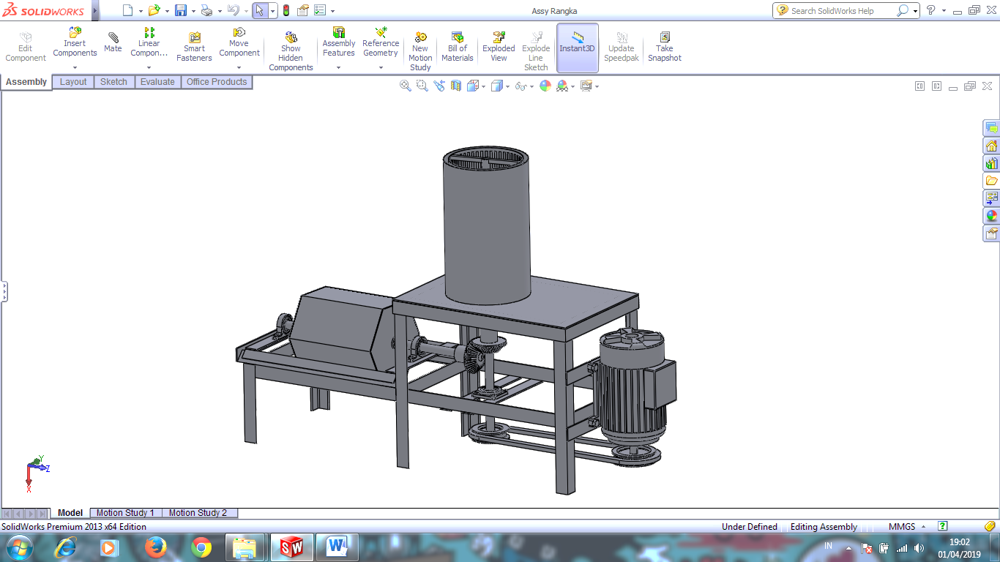 SOLIDWORKS
Assy Rangka
Search SolidWorks Help
Edit
Component
Insert
Components
Mate
Linear
Compon...
Smart
Fasteners
Move
Component
Show
Hidden
Components
Assembly
Features
Reference
Geometry
New
Motion
Study
Bill of
Materials
Exploded
View
Explode
Line
Sketch
Instant3D
Update
Speedpak
Take
Snapshot
Assembly
Layout
Sketch
Evaluate
Office Products
Y
Z
X
Model
Motion Study 1
Motion Study 2
SolidWorks Premium 2013 x64 Edition
Under Defined
Editing Assembly
MMGS
IN
19:02
01/04/2019